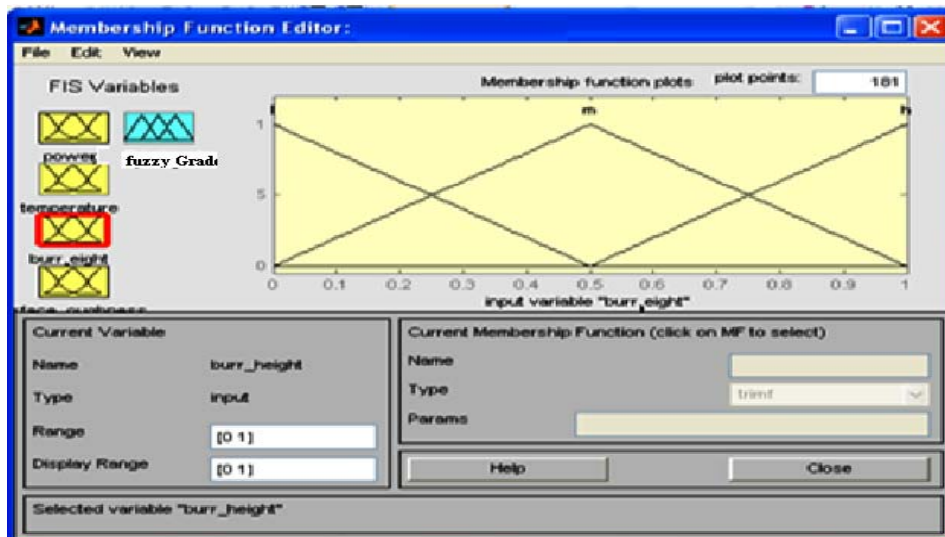 Membership Function Editor:
File Edit View
FIS Variables
Membership function plots plot points: 181
power
fuzzy_Grade
temperature
burr_eight
face_oughness
l m h
1
5
0
0 0.1 0.2 0.3 0.4 0.5 0.6 0.7 0.8 0.9 1
input variable "burr_eight"
Current Variable
Name burr_height
Type input
Range [0 1]
Display Range [0 1]
Current Membership Function (click on MF to select)
Name
Type trimf
Params
Help Close
Selected variable "burr_height"